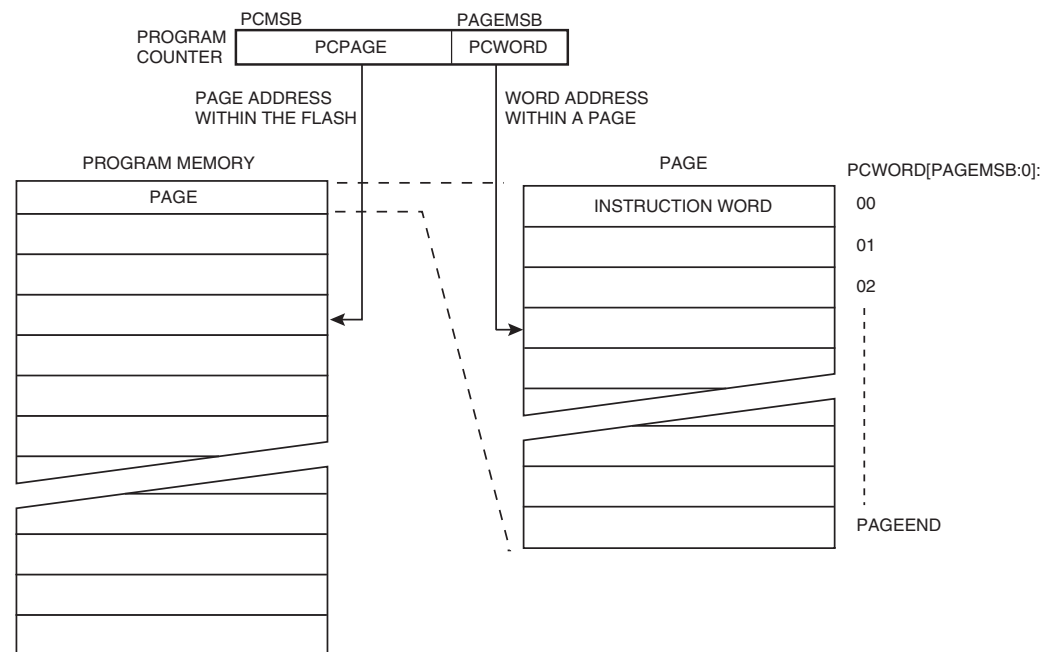 PCMSB
PAGEMSB
PROGRAM
COUNTER
PCPAGE
PCWORD
PAGE ADDRESS
WITHIN THE FLASH
WORD ADDRESS
WITHIN A PAGE
PROGRAM MEMORY
PAGE
PAGE
INSTRUCTION WORD
PCWORD[PAGEMSB:0]:
00
01
02
PAGEEND